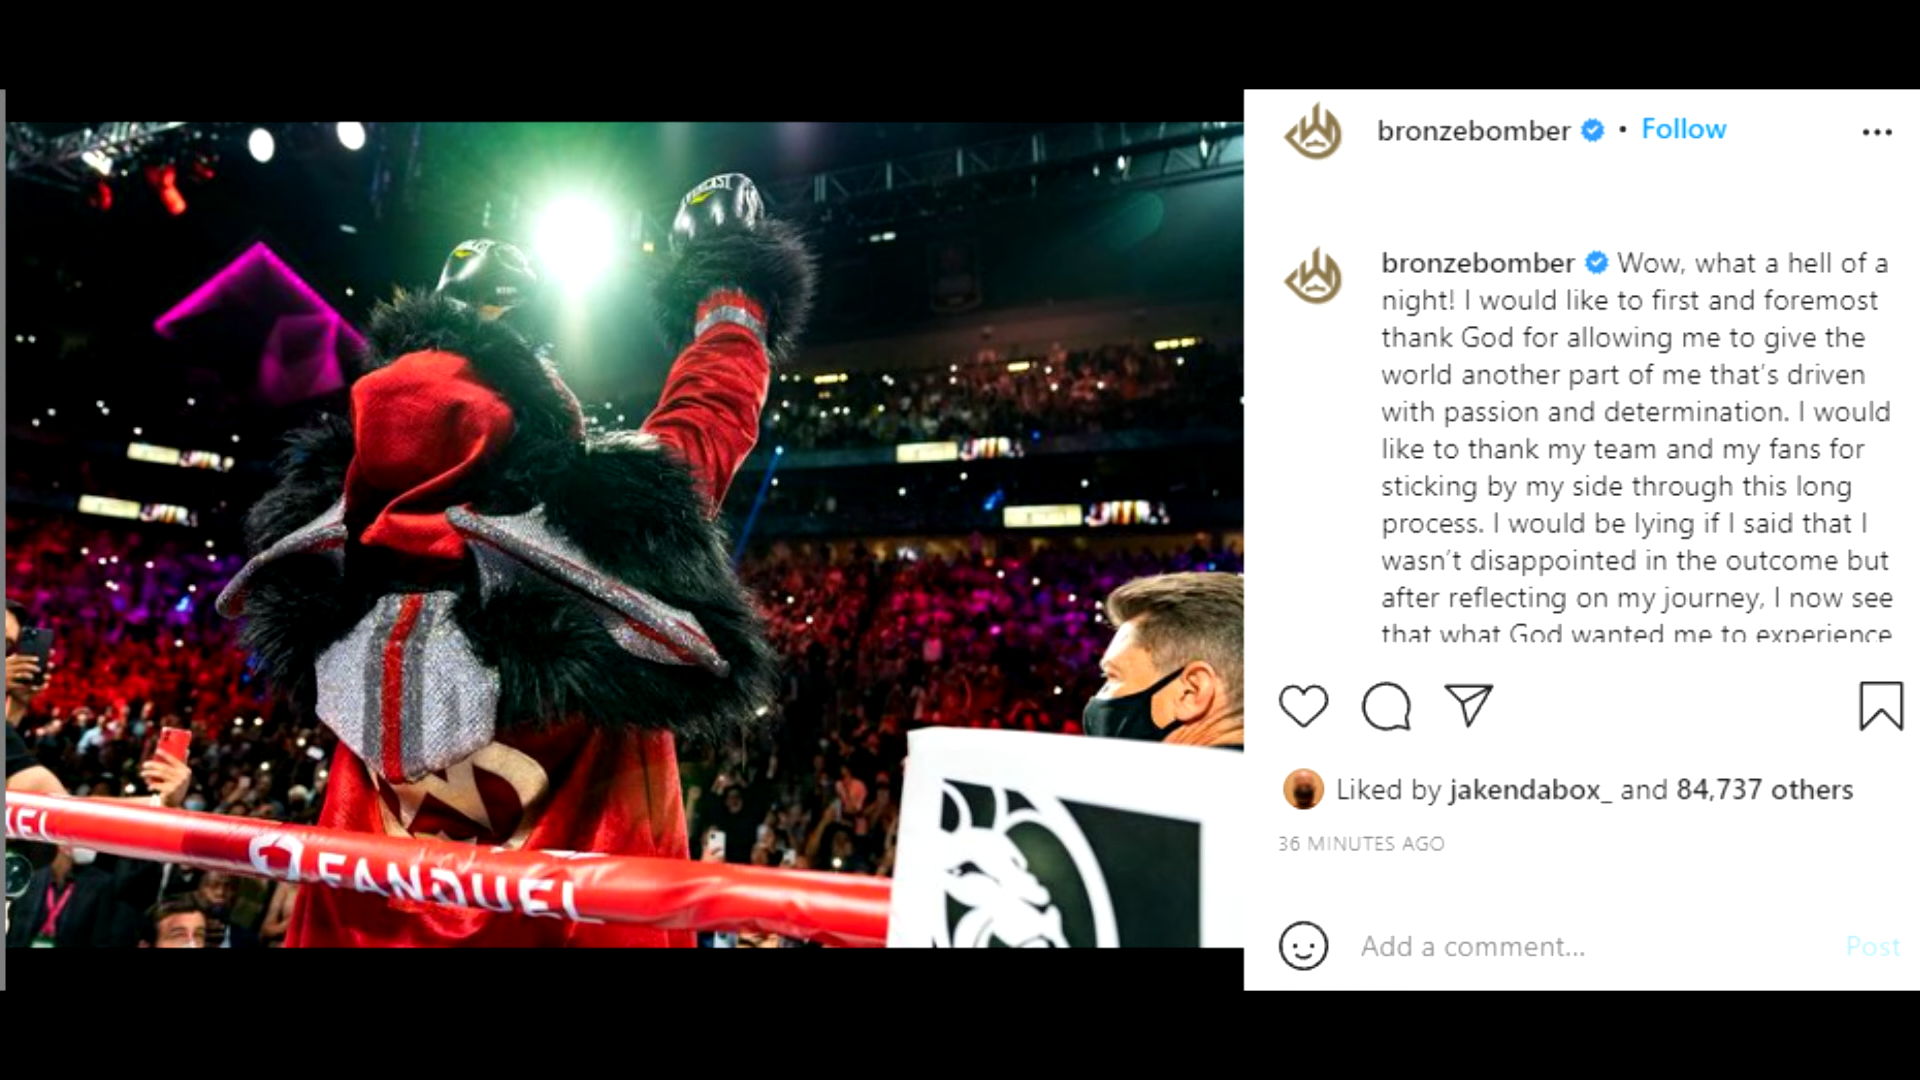 bronzebomber • Follow
bronzebomber Wow, what a hell of a
night! I would like to first and foremost
thank God for allowing me to give the
world another part of me that's driven
with passion and determination. I would
like to thank my team and my fans for
sticking by my side through this long
process. I would be lying if I said that I
wasn't disappointed in the outcome but
after reflecting on my journey, I now see
that what God wanted me to experience
Liked by jakendabox_ and 84,737 others
36 MINUTES AGO
Add a comment...
Post
FANDUEL